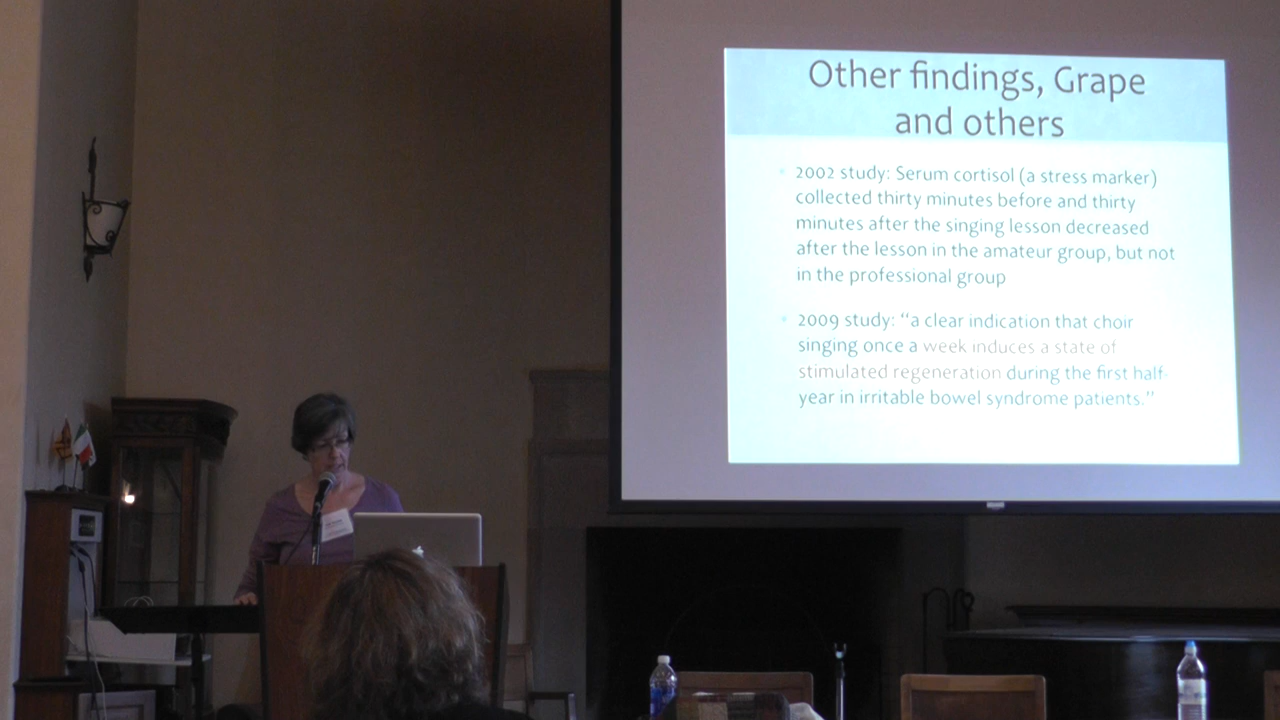 Other findings, Grape
and others
2002 study: Serum cortisol (a stress marker)
collected thirty minutes before and thirty
minutes after the singing lesson decreased
after the lesson in the amateur group, but not
in the professional group
2009 study: “a clear indication that choir
singing once a week induces a state of
stimulated regeneration during the first half-
year in irritable bowel syndrome patients.”